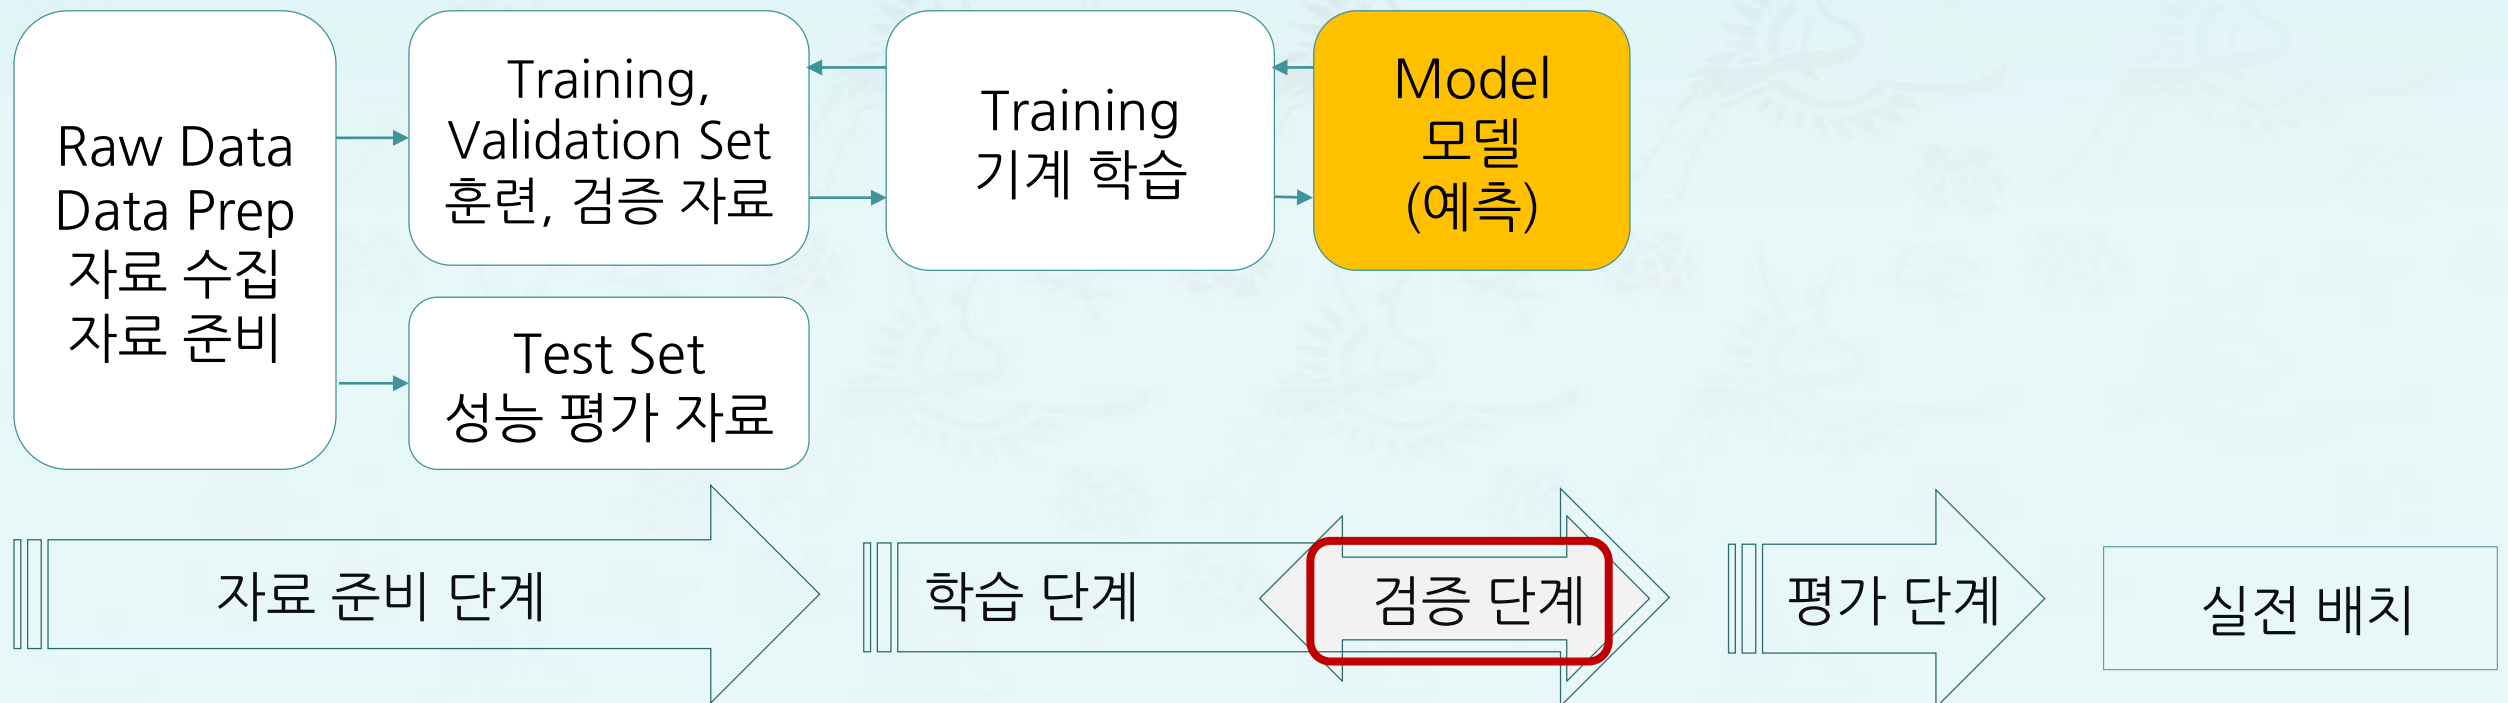 Raw Data
Data Prep
자료 수집
자료 준비
Training,
Validation Set
훈련, 검증 자료
Test Set
성능 평가 자료
Training
기계 학습
Model
모델
(예측)
자료 준비 단계
학습 단계
검증 단계
평가 단계
실전 배치